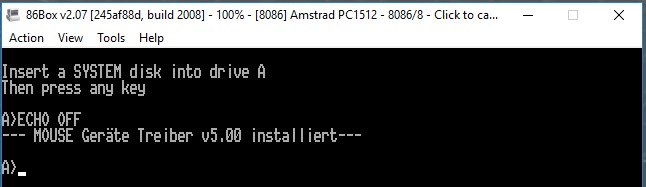 86Box v2.07 [245af88d, build 2008] - 100% - [8086] Amstrad PC1512 - 8086/8 - Click to ca...
Action View Tools Help
Insert a SYSTEM disk into drive A
Then press any key
A>ECHO OFF
--- MOUSE Geräte Treiber v5.00 installiert---
A>_